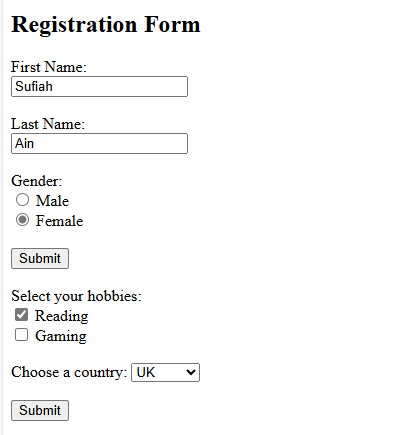 Registration Form
First Name:
Sufiah
Last Name:
Ain
Gender:
Male
Female
Submit
Select your hobbies:
Reading
Gaming
Choose a country: UK
Submit